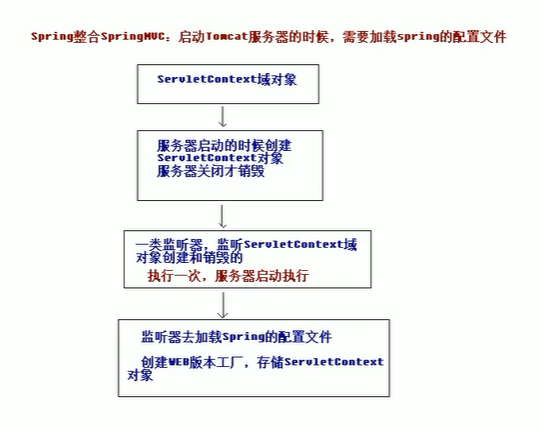 Spring整合SpringMVC：启动Tomcat服务器的时候，需要加载spring的配置文件
ServletContext域对象
服务器启动的时候创建
ServletContext对象
服务器关闭才销毁
一类监听器，监听ServletContext域
对象创建和销毁的
执行一次，服务器启动执行
监听器去加载Spring的配置文件
创建WEB版本工厂，存储ServletContext
对象